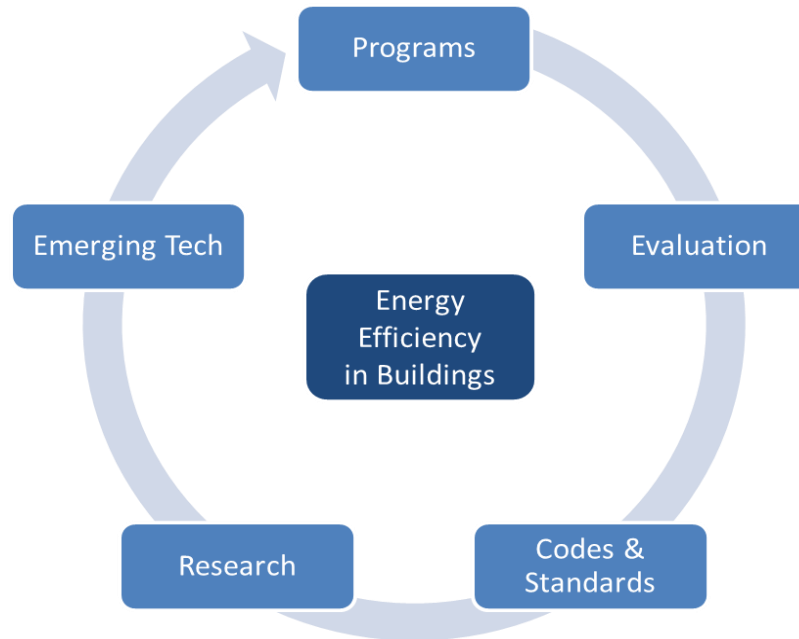 Programs
Evaluation
Emerging Tech
Energy
Efficiency
in Buildings
Codes &
Standards
Research